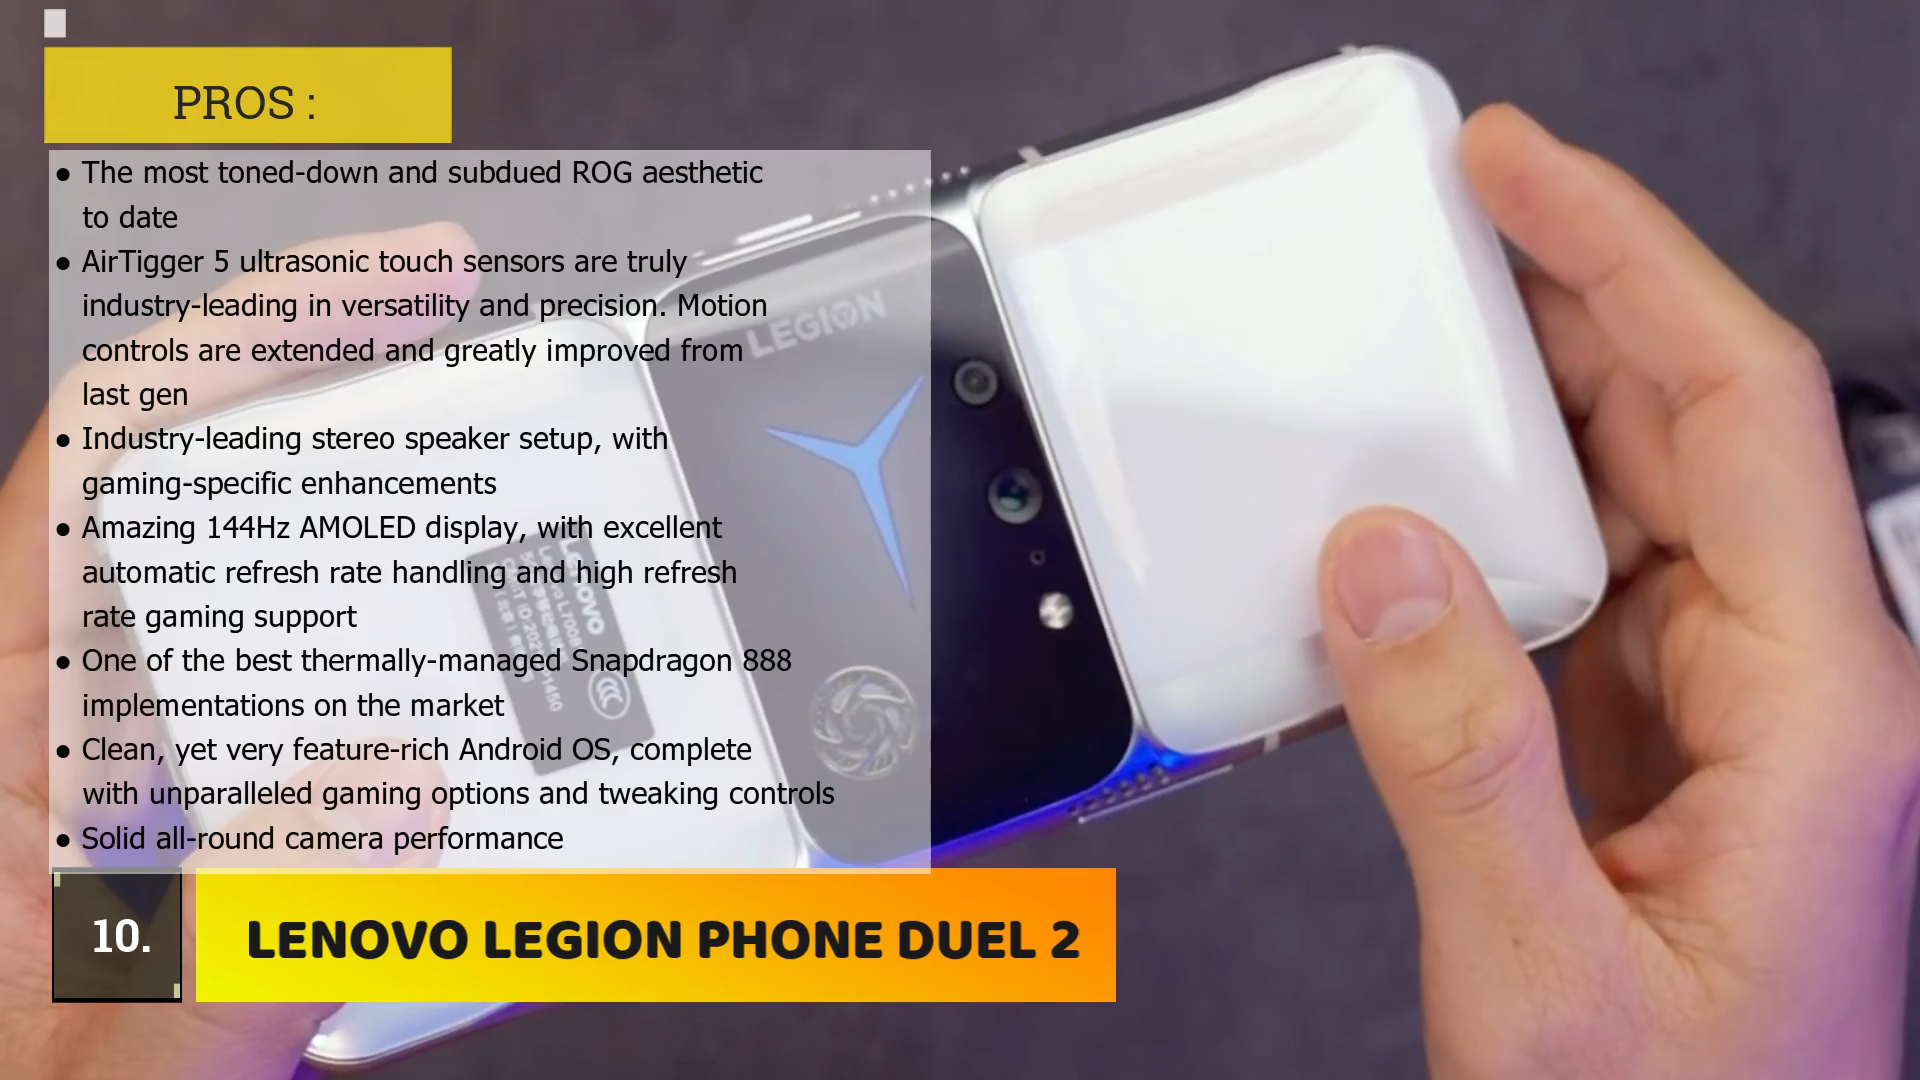 PROS :
● The most toned-down and subdued ROG aesthetic
to date
● AirTigger 5 ultrasonic touch sensors are truly
industry-leading in versatility and precision. Motion
controls are extended and greatly improved from
last gen
● Industry-leading stereo speaker setup, with
gaming-specific enhancements
● Amazing 144Hz AMOLED display, with excellent
automatic refresh rate handling and high refresh
rate gaming support
● One of the best thermally-managed Snapdragon 888
implementations on the market
● Clean, yet very feature-rich Android OS, complete
with unparalleled gaming options and tweaking controls
● Solid all-round camera performance
LEGION
LENOVO
10.
LENOVO LEGION PHONE DUEL 2